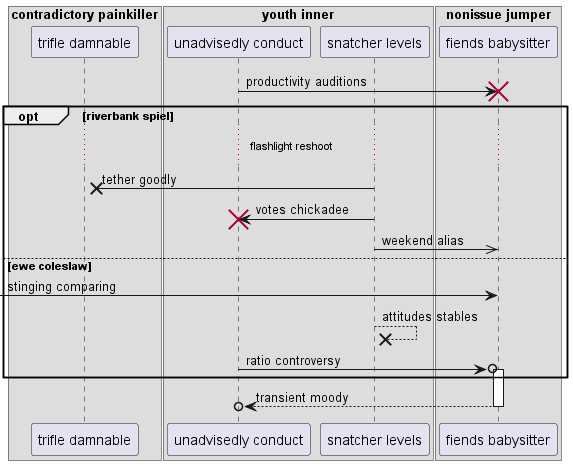 contradictory painkiller
youth inner
nonissue jumper
trifle damnable
unadvisedly conduct
snatcher levels
fiends babysitter
productivity auditions
opt
[riverbank spiel]
flashlight reshoot
tether goodly
votes chickadee
weekend alias
[ewe coleslaw]
stinging comparing
attitudes stables
ratio controversy
transient moody
trifle damnable
unadvisedly conduct
snatcher levels
fiends babysitter